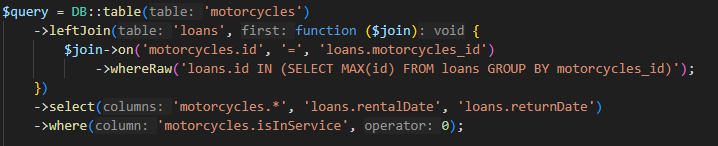 $query = DB::table(table: 'motorcycles')
->leftJoin(table: 'loans', first: function ($join): void {
$join->on('motorcycles.id', '=', 'loans.motorcycles_id')
->whereRaw('loans.id IN (SELECT MAX(id) FROM loans GROUP BY motorcycles_id)');
})
->select(columns: 'motorcycles.*', 'loans.rentalDate', 'loans.returnDate')
->where(column: 'motorcycles.isInService', operator: 0);